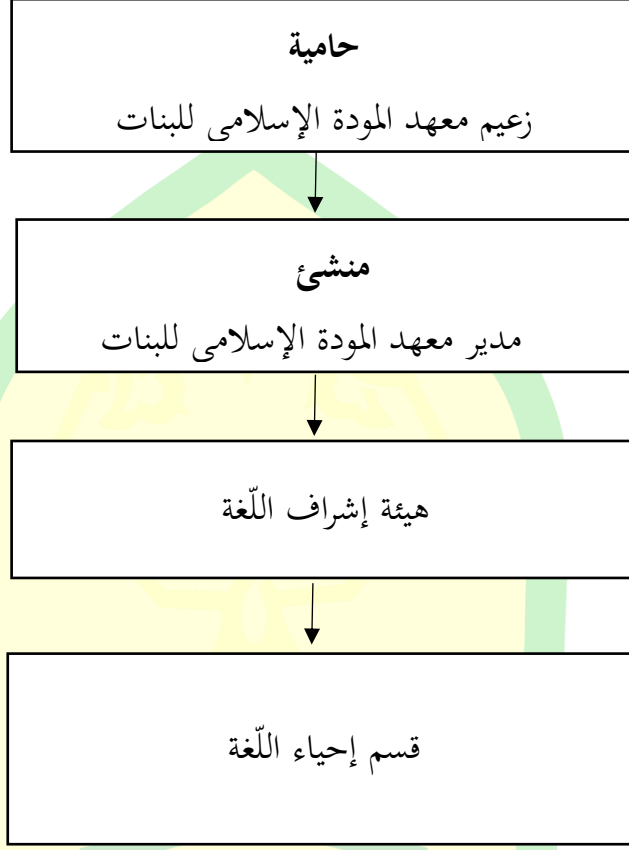 حامية
زعيم معهد المودة الإسلامى للبنات
منشئ
مدير معهد المودة الإسلامى للبنات
هيئة إشراف اللّغة
قسم إحياء اللّغة